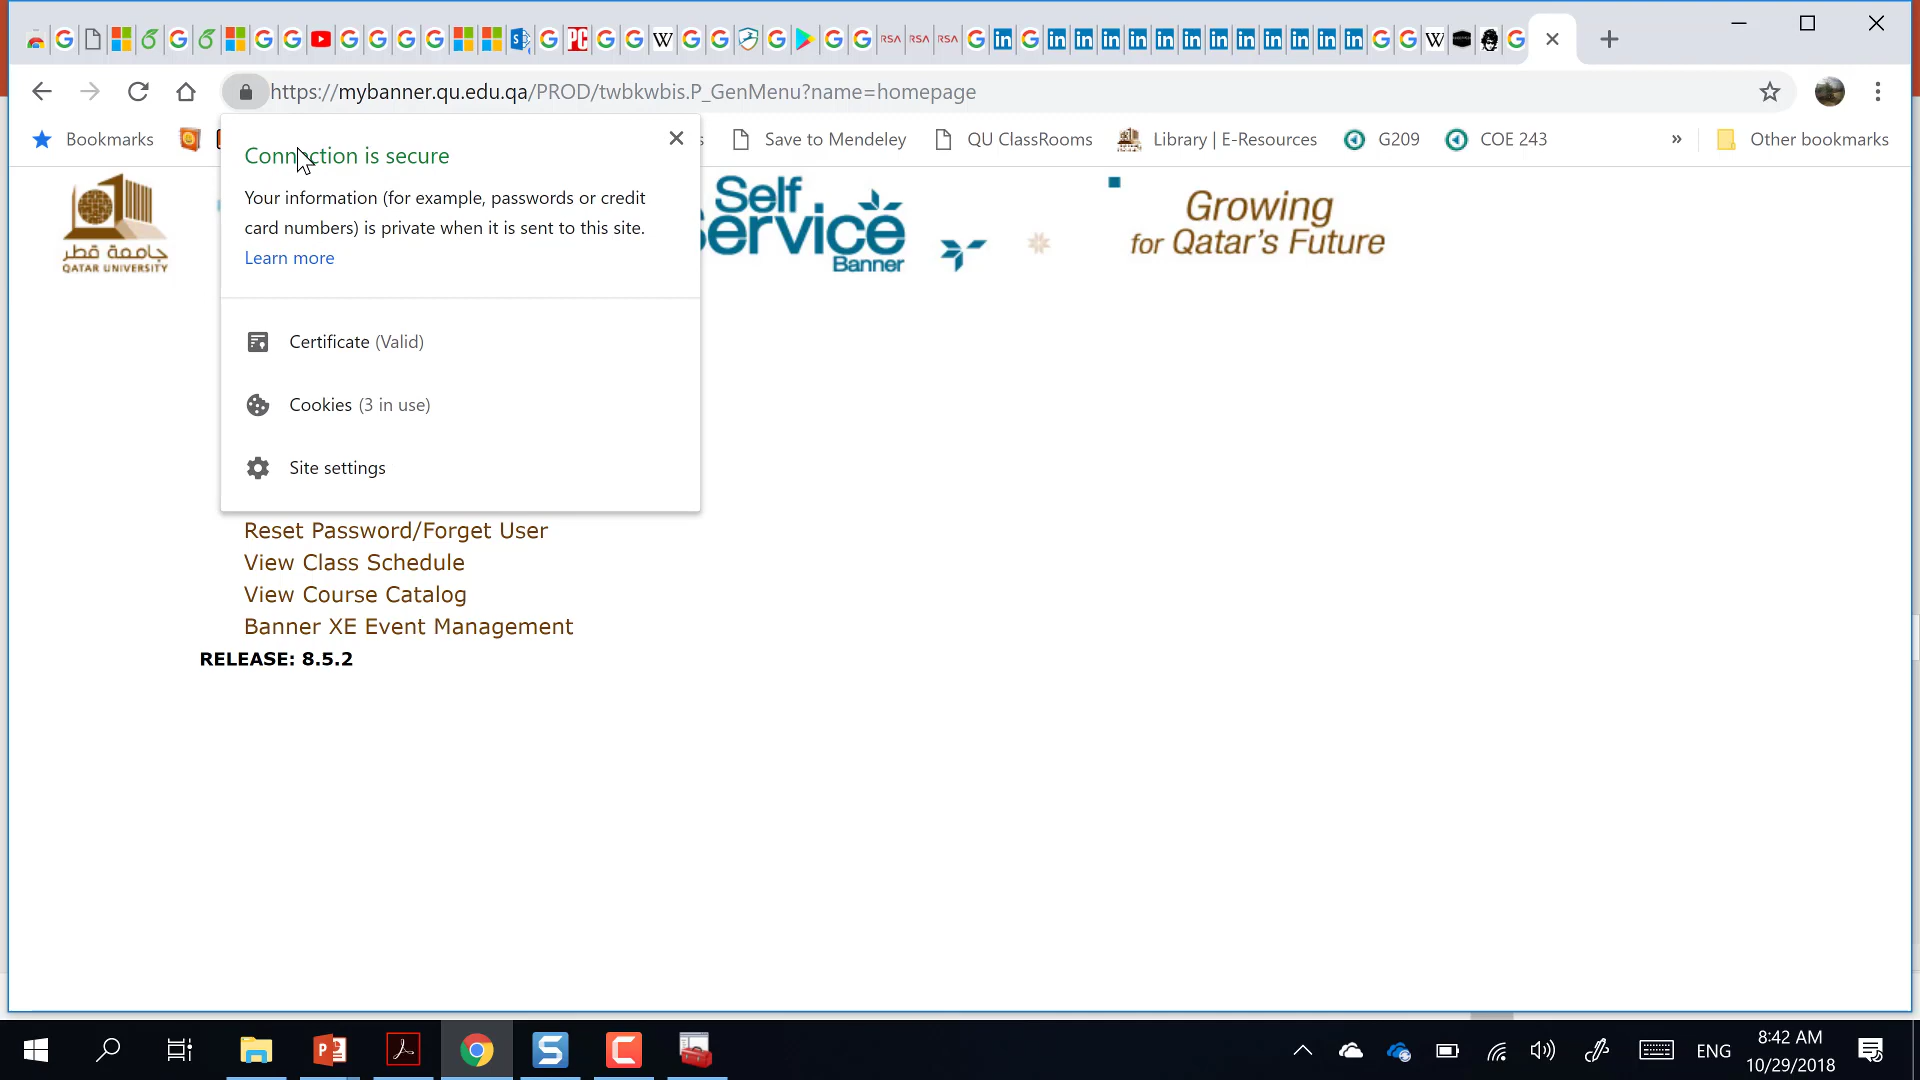 https://mybanner.qu.edu.qa/PROD/twbkwbis.P_GenMenu?name=homepage
Bookmarks
Save to Mendeley
QU ClassRooms
Library | E-Resources
G209
COE 243
»
Other bookmarks
Connection is secure
Your information (for example, passwords or credit
card numbers) is private when it is sent to this site.
Learn more
Certificate (Valid)
Cookies (3 in use)
Site settings
جامعة قطر
QATAR UNIVERSITY
Self
Service
Banner
Growing
for Qatar's Future
Reset Password/Forget User
View Class Schedule
View Course Catalog
Banner XE Event Management
RELEASE: 8.5.2
ENG
8:42 AM
10/29/2018